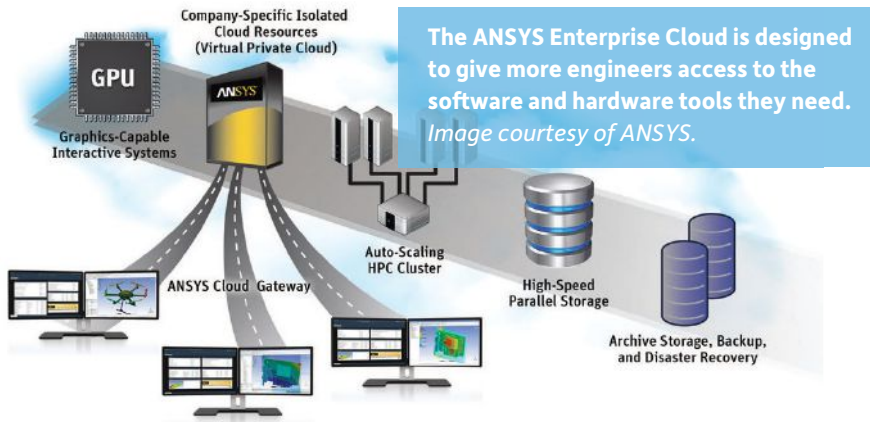 Company-Specific Isolated
Cloud Resources
(Virtual Private Cloud)
The ANSYS Enterprise Cloud is designed
to give more engineers access to the
software and hardware tools they need.
Image courtesy of ANSYS.
GPU
ANSYS
Graphics-Capable
Interactive Systems
Auto-Scaling
HPC Cluster
High-Speed
Parallel Storage
ANSYS Cloud Gateway
Archive Storage, Backup,
and Disaster Recovery